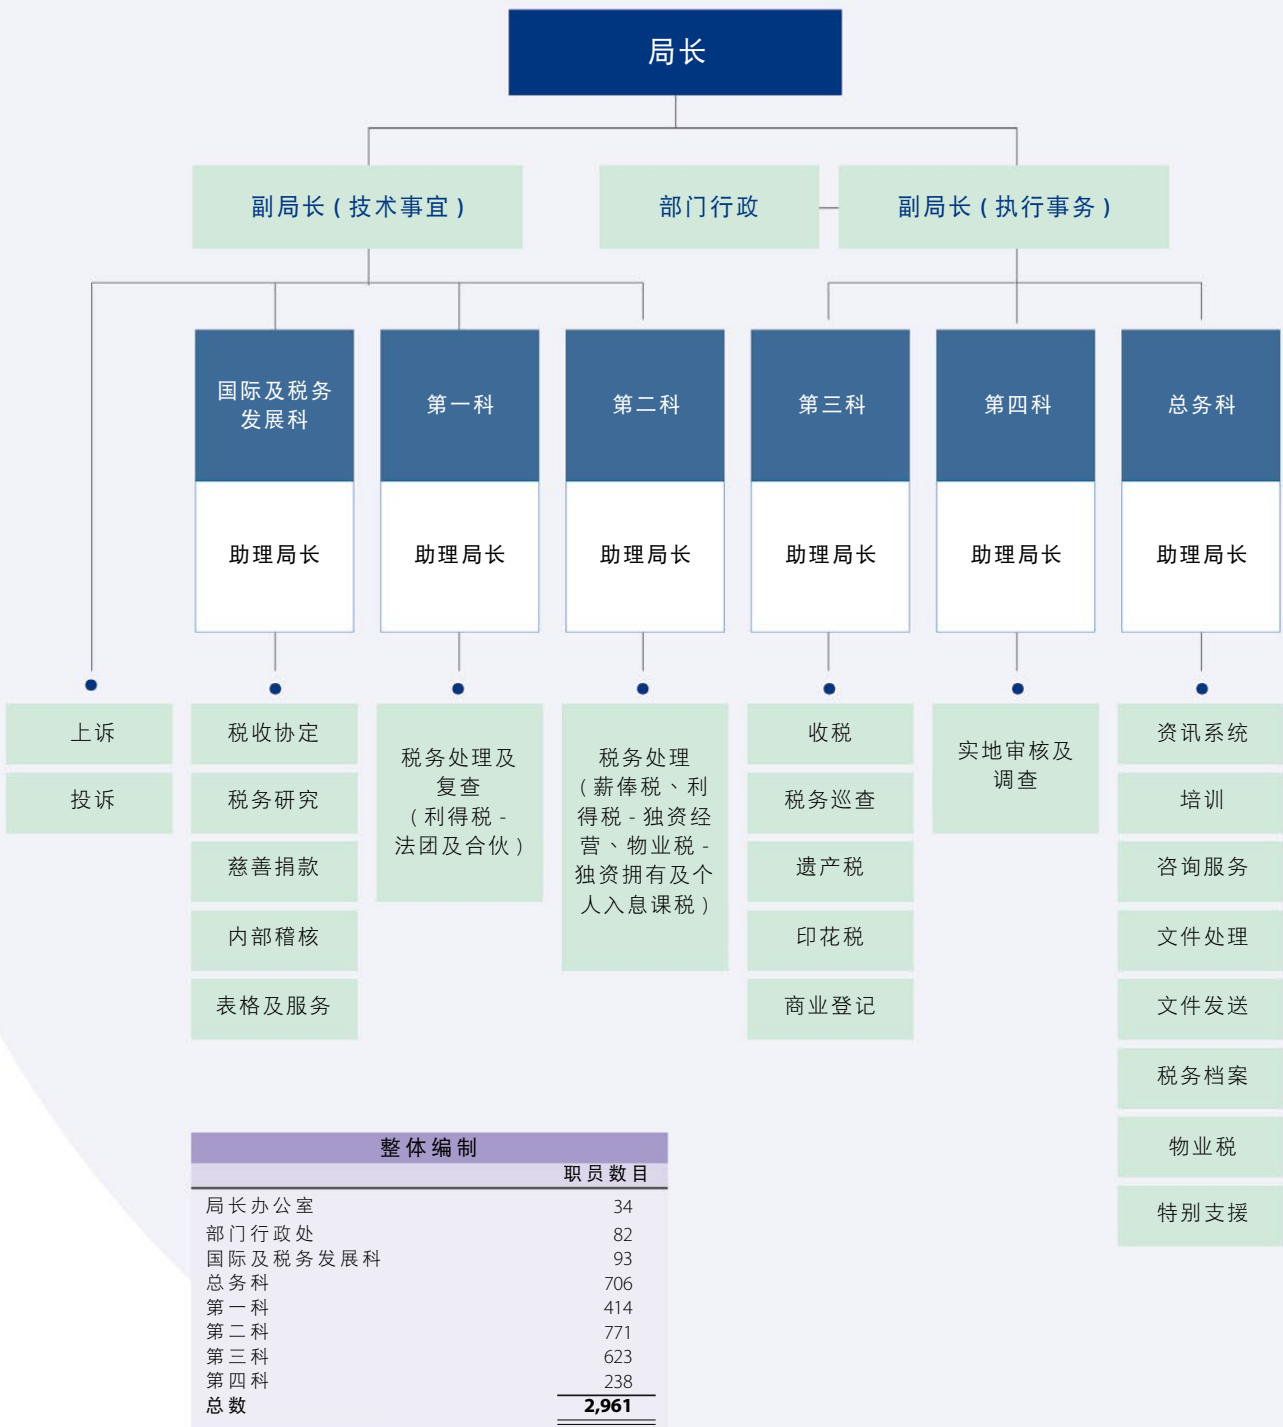 局长
副局长 ( 技术事宜 )
部门行政
副局长 ( 执行事务 )
国际及税务
发展科
助理局长
第一科
助理局长
第二科
助理局长
第三科
助理局长
第四科
助理局长
总务科
助理局长
上诉
投诉
税收协定
税务研究
慈善捐款
内部稽核
表格及服务
税务处理及
复查
( 利得税 -
法团及合伙 )
税务处理
( 薪俸税、利
得税 - 独资经
营、物业税 -
独资拥有及个
人入息课税 )
收税
税务巡查
遗产税
印花税
商业登记
实地审核及
调查
资讯系统
培训
咨询服务
文件处理
文件发送
税务档案
物业税
特别支援
整体编制
职员数目
局长办公室 34
部门行政处 82
国际及税务发展科 93
总务科 706
第一科 414
第二科 771
第三科 623
第四科 238
总数 2,961